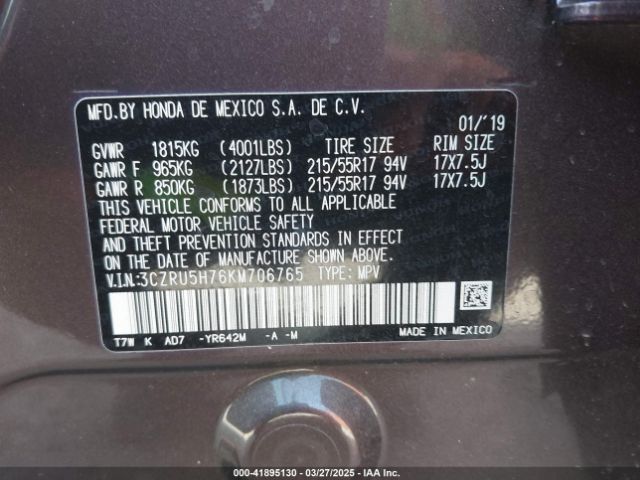 MFD.BY HONDA DE MEXICO S.A. DE C.V.
01/'19
GVWR 1815KG (4001LBS) TIRE SIZE RIM SIZE
GAWR F 965KG (2127LBS) 215/55R17 94V 17X7.5J
GAWR R 850KG (1873LBS) 215/55R17 94V 17X7.5J
THIS VEHICLE CONFORMS TO ALL APPLICABLE
FEDERAL MOTOR VEHICLE SAFETY
AND THEFT PREVENTION STANDARDS IN EFFECT
ON THE DATE OF MANUFACTURE SHOWN ABOVE.
V.I.N:3CZRU5H76KM706765 TYPE: MPV
T7W K AD7 -YR642M -A -M MADE IN MEXICO
000-41895130 - 03/27/2025 - IAA Inc.